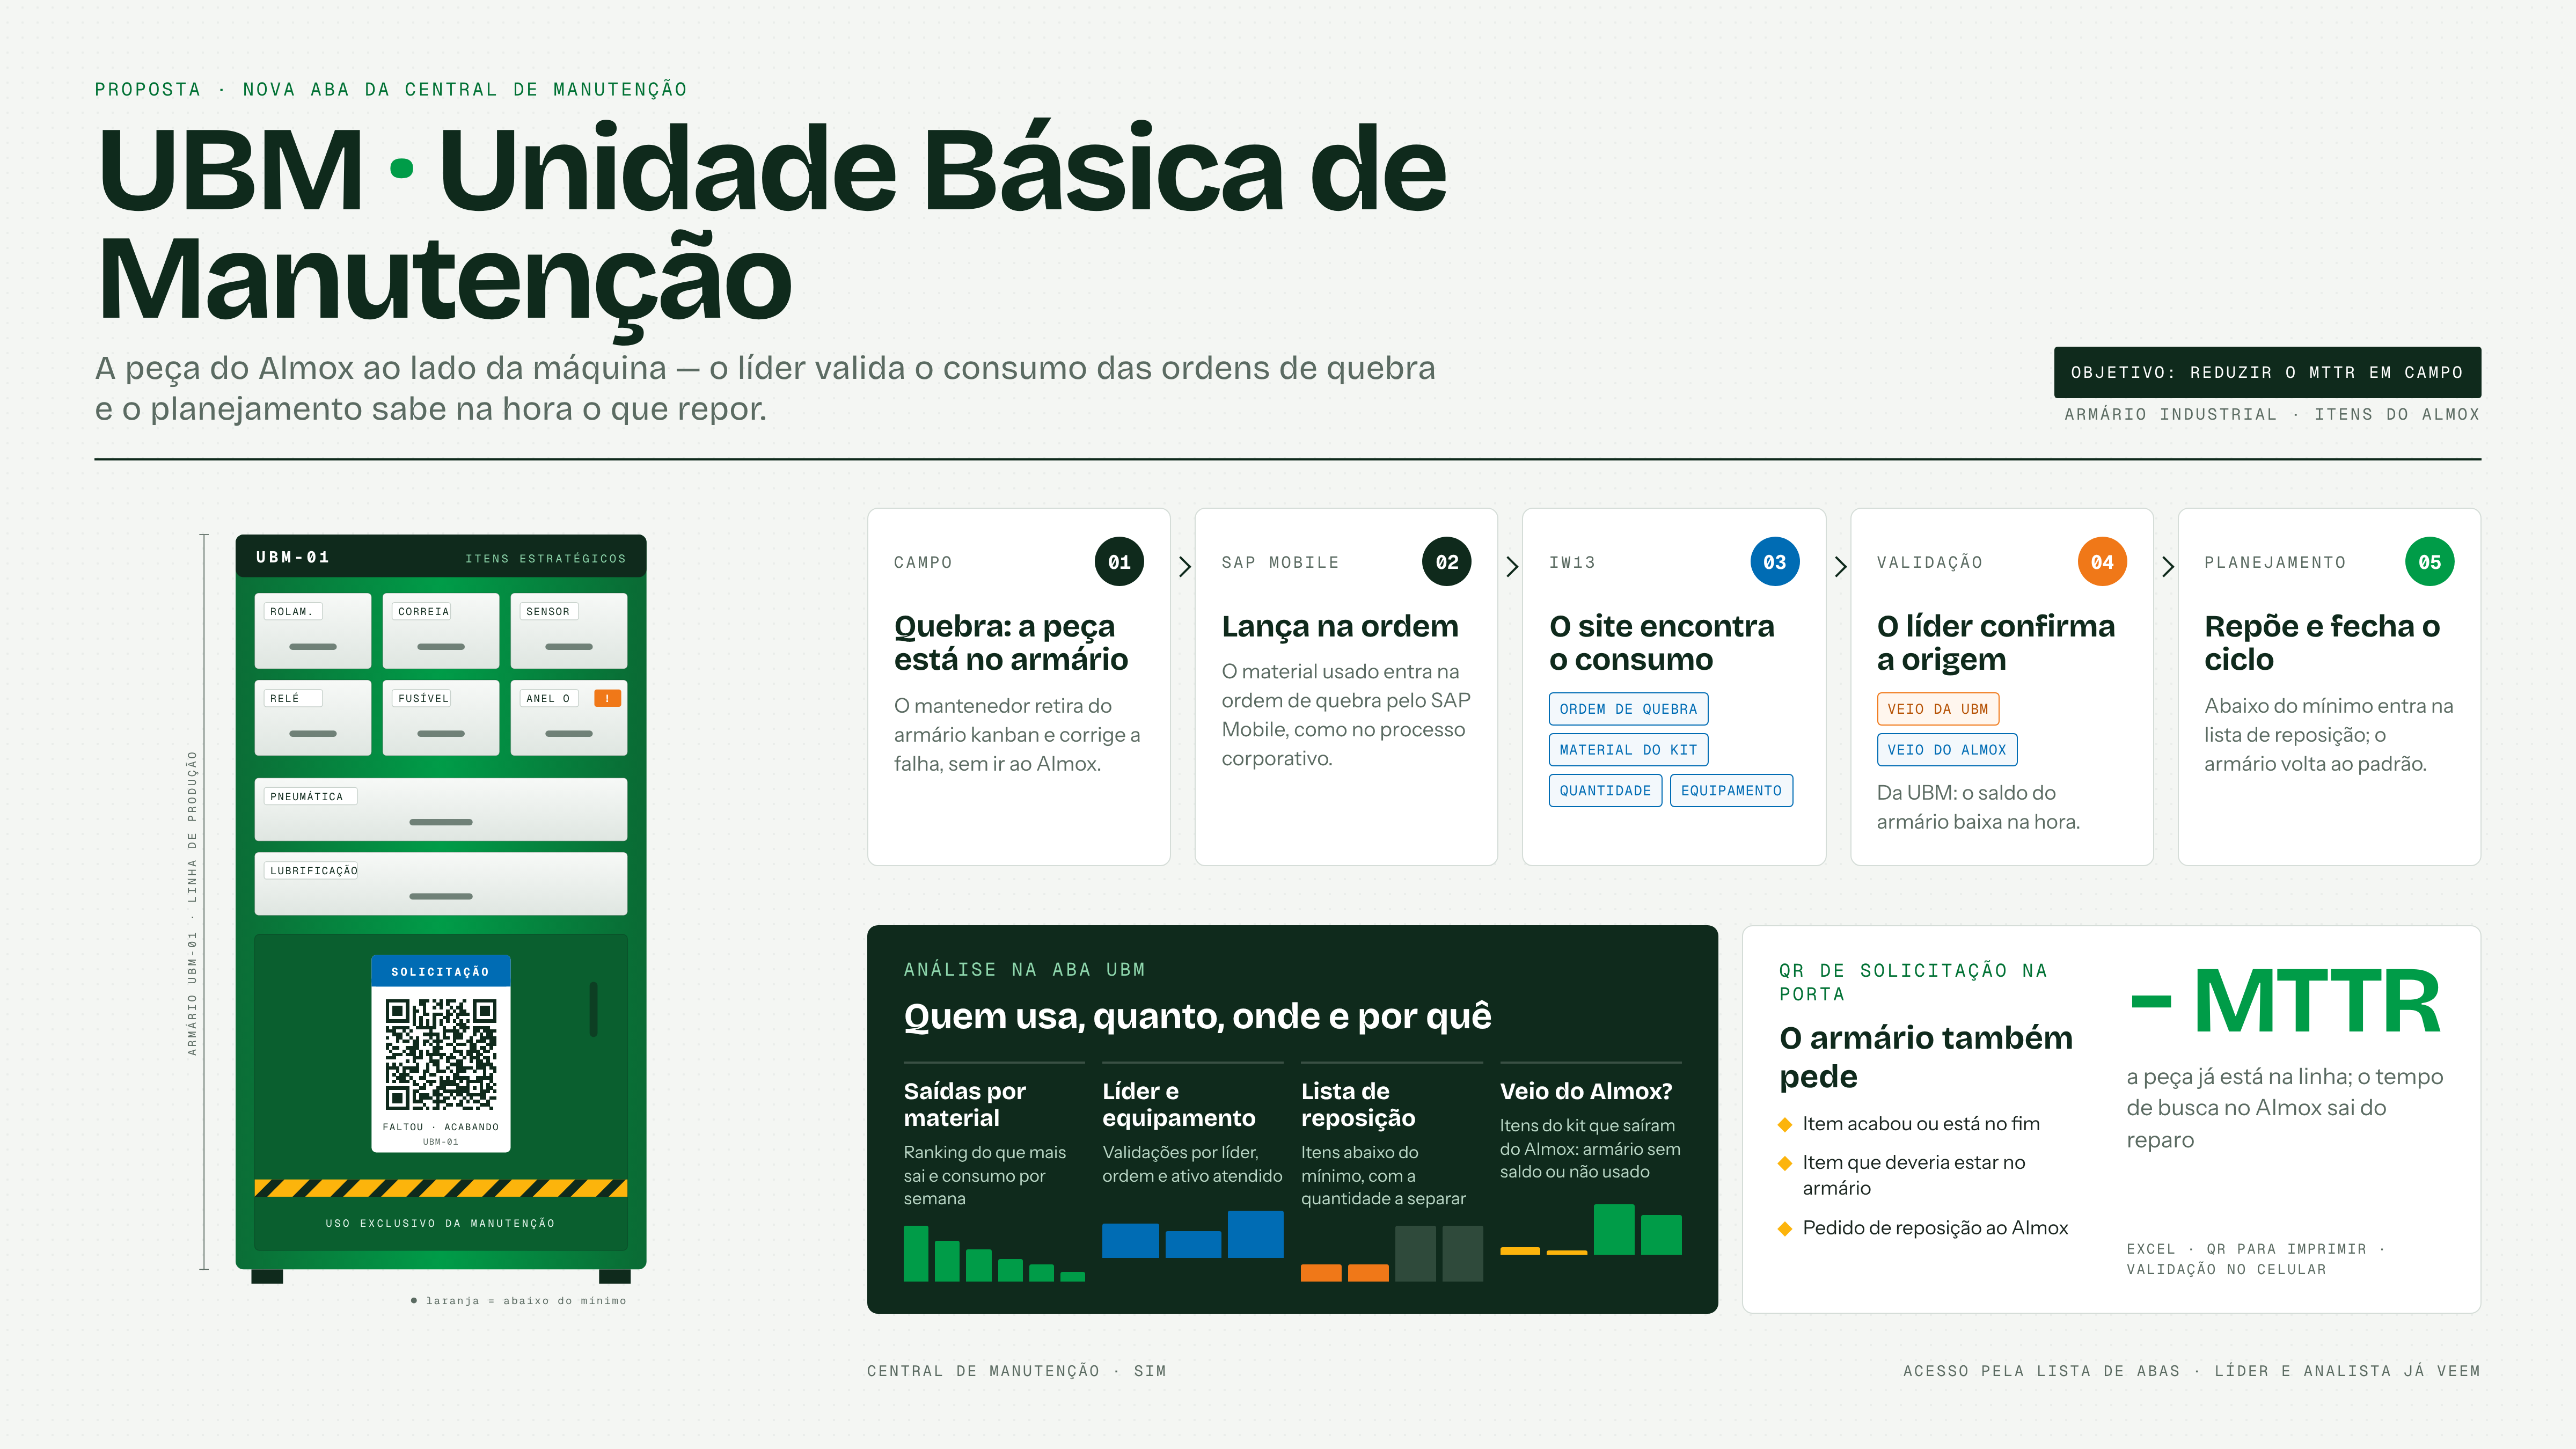 PROPOSTA · NOVA ABA DA CENTRAL DE MANUTENÇÃO
UBM · Unidade Básica de
Manutenção
A peça do Almox ao lado da máquina — o líder valida o consumo das ordens de quebra
e o planejamento sabe na hora o que repor.
OBJETIVO: REDUZIR O MTTR EM CAMPO
ARMÁRIO INDUSTRIAL · ITENS DO ALMOX
ARMÁRIO UBM-01 · LINHA DE PRODUÇÃO
UBM-01
ITENS ESTRATÉGICOS
ROLAM.
CORREIA
SENSOR
RELÉ
FUSÍVEL
ANEL O
!
PNEUMÁTICA
LUBRIFICAÇÃO
SOLICITAÇÃO
FALTOU · ACABANDO
UBM-01
USO EXCLUSIVO DA MANUTENÇÃO
laranja = abaixo do mínimo
CAMPO
01
Quebra: a peça
está no armário
O mantenedor retira do
armário kanban e corrige a
falha, sem ir ao Almox.
SAP MOBILE
02
Lança na ordem
O material usado entra na
ordem de quebra pelo SAP
Mobile, como no processo
corporativo.
IW13
03
O site encontra
o consumo
ORDEM DE QUEBRA
MATERIAL DO KIT
QUANTIDADE
EQUIPAMENTO
VALIDAÇÃO
04
O líder confirma
a origem
VEIO DA UBM
VEIO DO ALMOX
Da UBM: o saldo do
armário baixa na hora.
PLANEJAMENTO
05
Repõe e fecha o
ciclo
Abaixo do mínimo entra na
lista de reposição; o
armário volta ao padrão.
ANÁLISE NA ABA UBM
Quem usa, quanto, onde e por quê
Saídas por
material
Ranking do que mais
sai e consumo por
semana
Líder e
equipamento
Validações por líder,
ordem e ativo atendido
Lista de
reposição
Itens abaixo do
mínimo, com a
quantidade a separar
Veio do Almox?
Itens do kit que saíram
do Almox: armário sem
saldo ou não usado
QR DE SOLICITAÇÃO NA
PORTA
O armário também
pede
Item acabou ou está no fim
Item que deveria estar no
armário
Pedido de reposição ao Almox
– MTTR
a peça já está na linha; o tempo
de busca no Almox sai do
reparo
EXCEL · QR PARA IMPRIMIR ·
VALIDAÇÃO NO CELULAR
CENTRAL DE MANUTENÇÃO · SIM
ACESSO PELA LISTA DE ABAS · LÍDER E ANALISTA JÁ VEEM